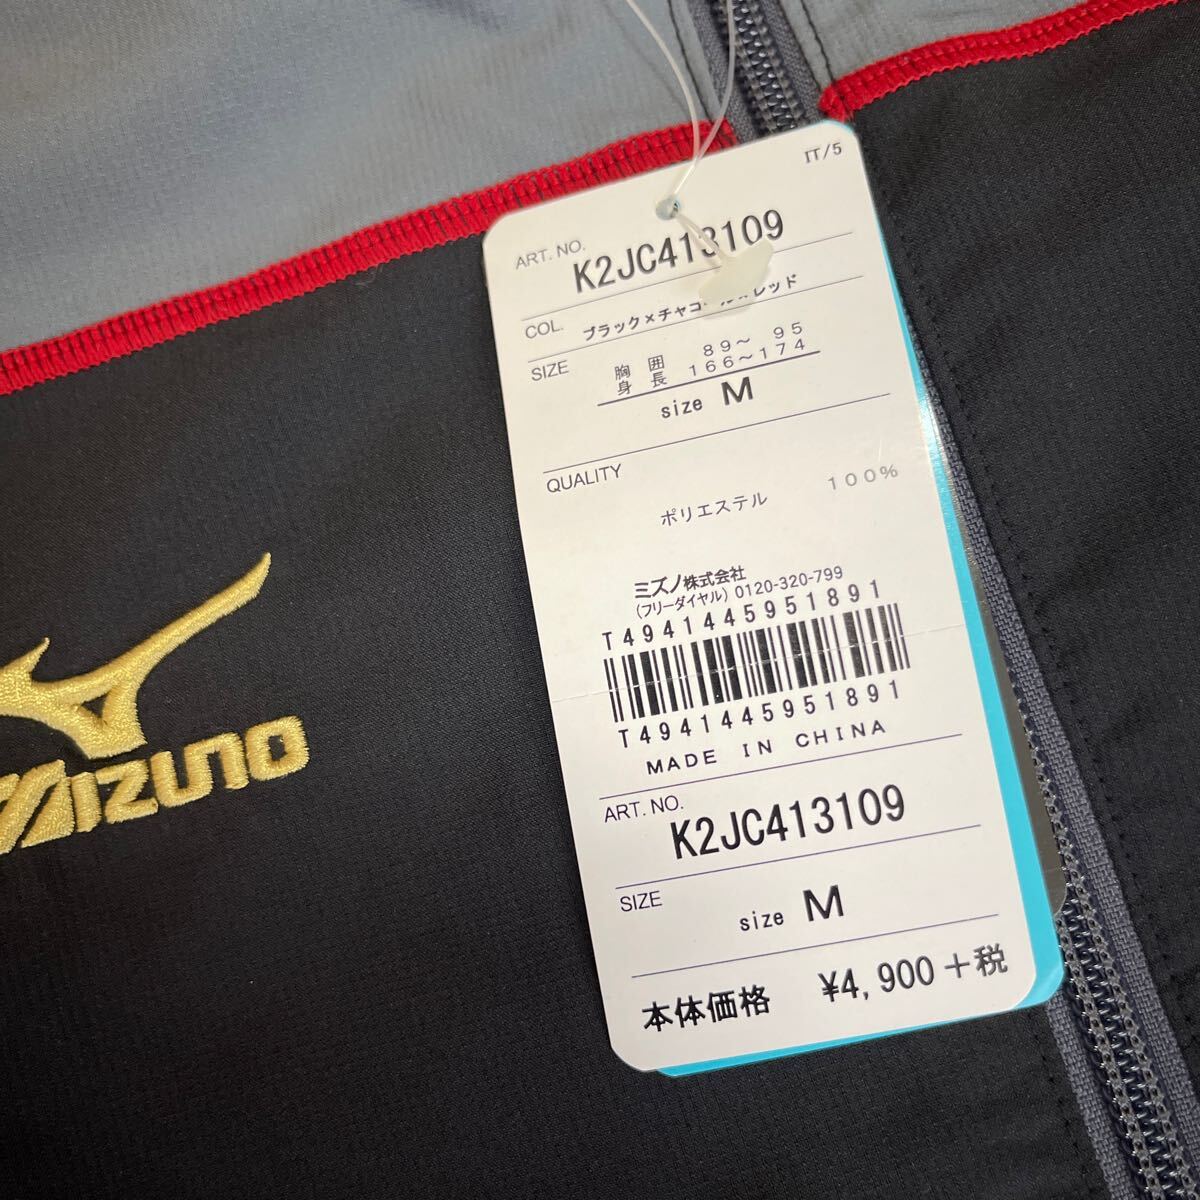 IT/5
ART. NO.
K2JC413109
COL.
ブラック×チャコール×レッド
SIZE
胸囲 89～ 95
身長 166～174
size M
QUALITY
ポリエステル 100%
ミズノ株式会社
(フリーダイヤル) 0120-320-799
T4941445951891
T4941445951891
MADE IN CHINA
ART. NO.
K2JC413109
SIZE
size M
本体価格 ¥4,900+税
MIZUNO